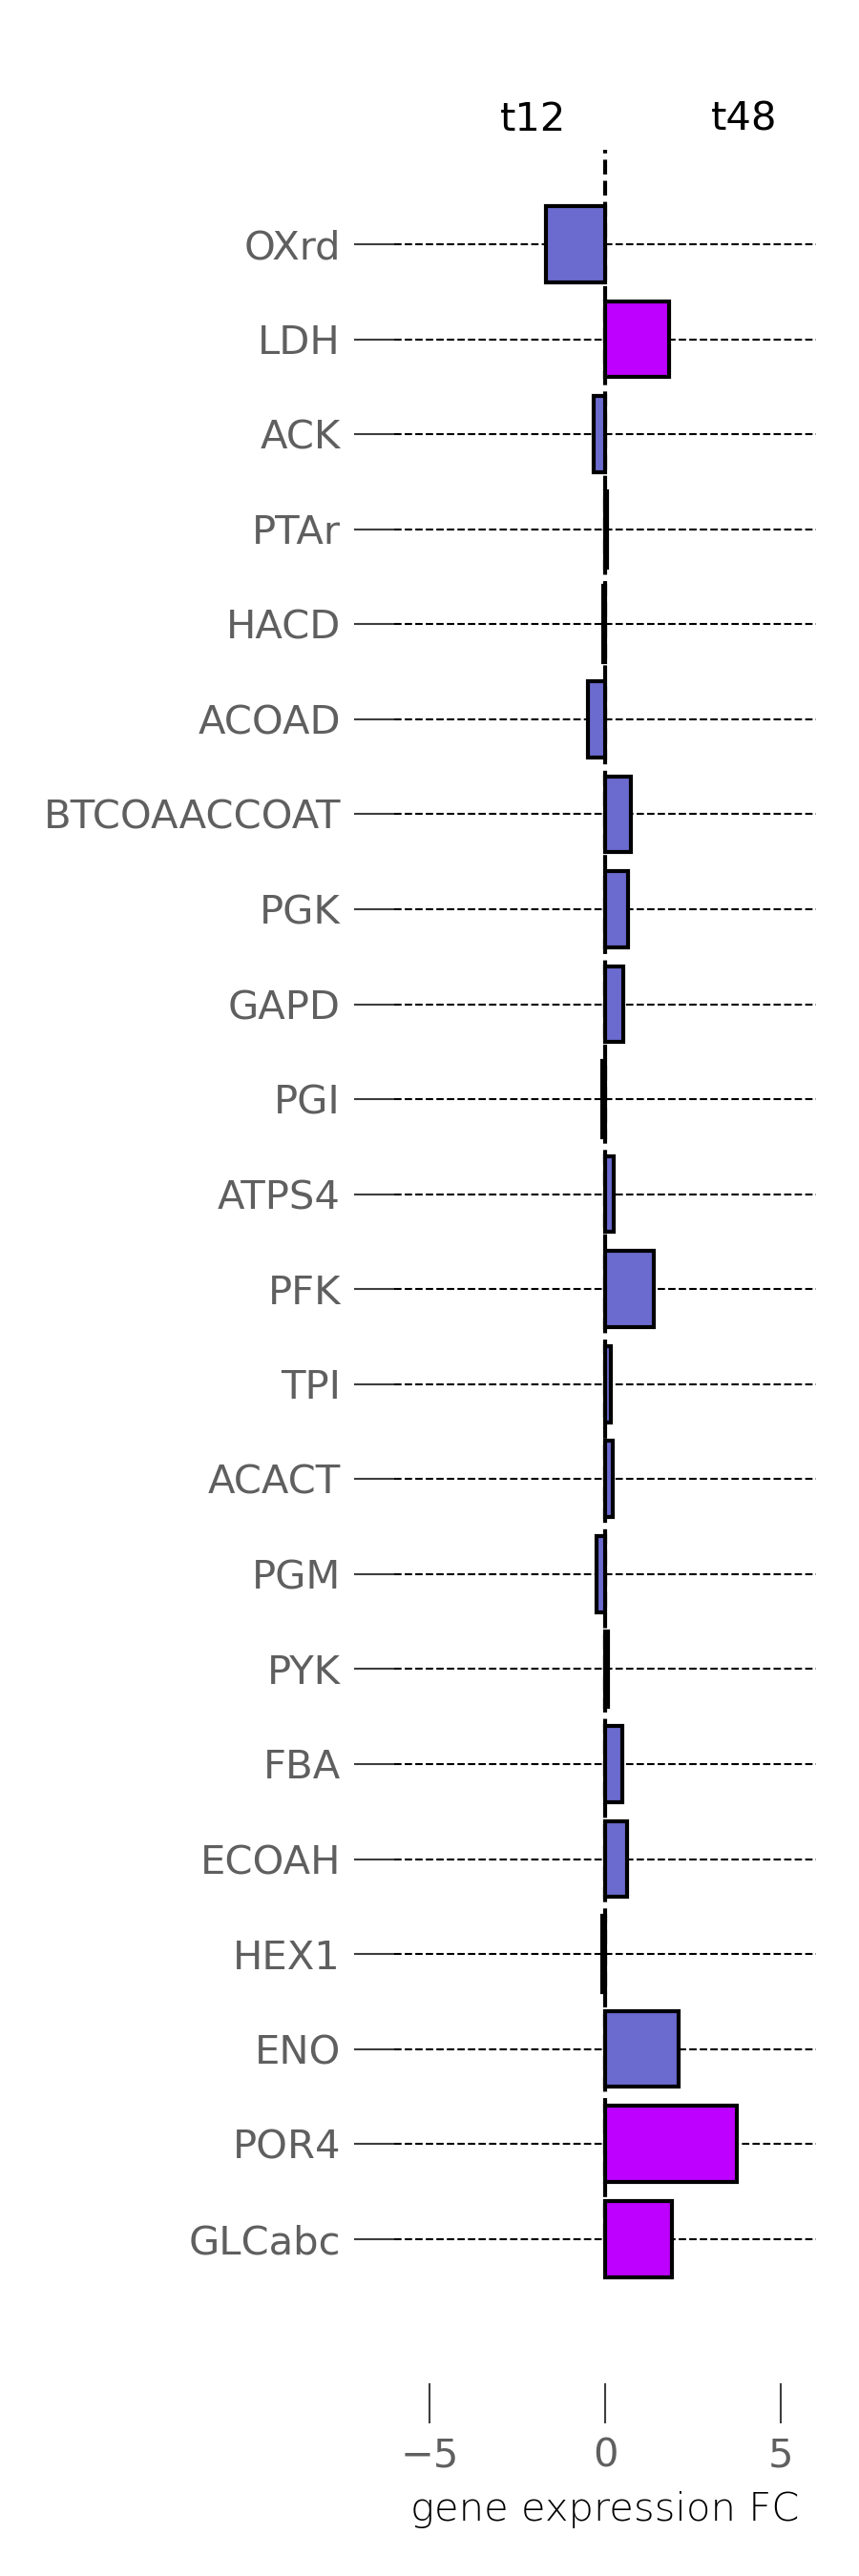 t12 t48
OXrd
LDH
ACK
PTAr
HACD
ACOAD
BTCOAACCOAT
PGK
GAPD
PGI
ATPS4
PFK
TPI
ACACT
PGM
PYK
FBA
ECOAH
HEX1
ENO
POR4
GLCabc
−5 0 5
gene expression FC